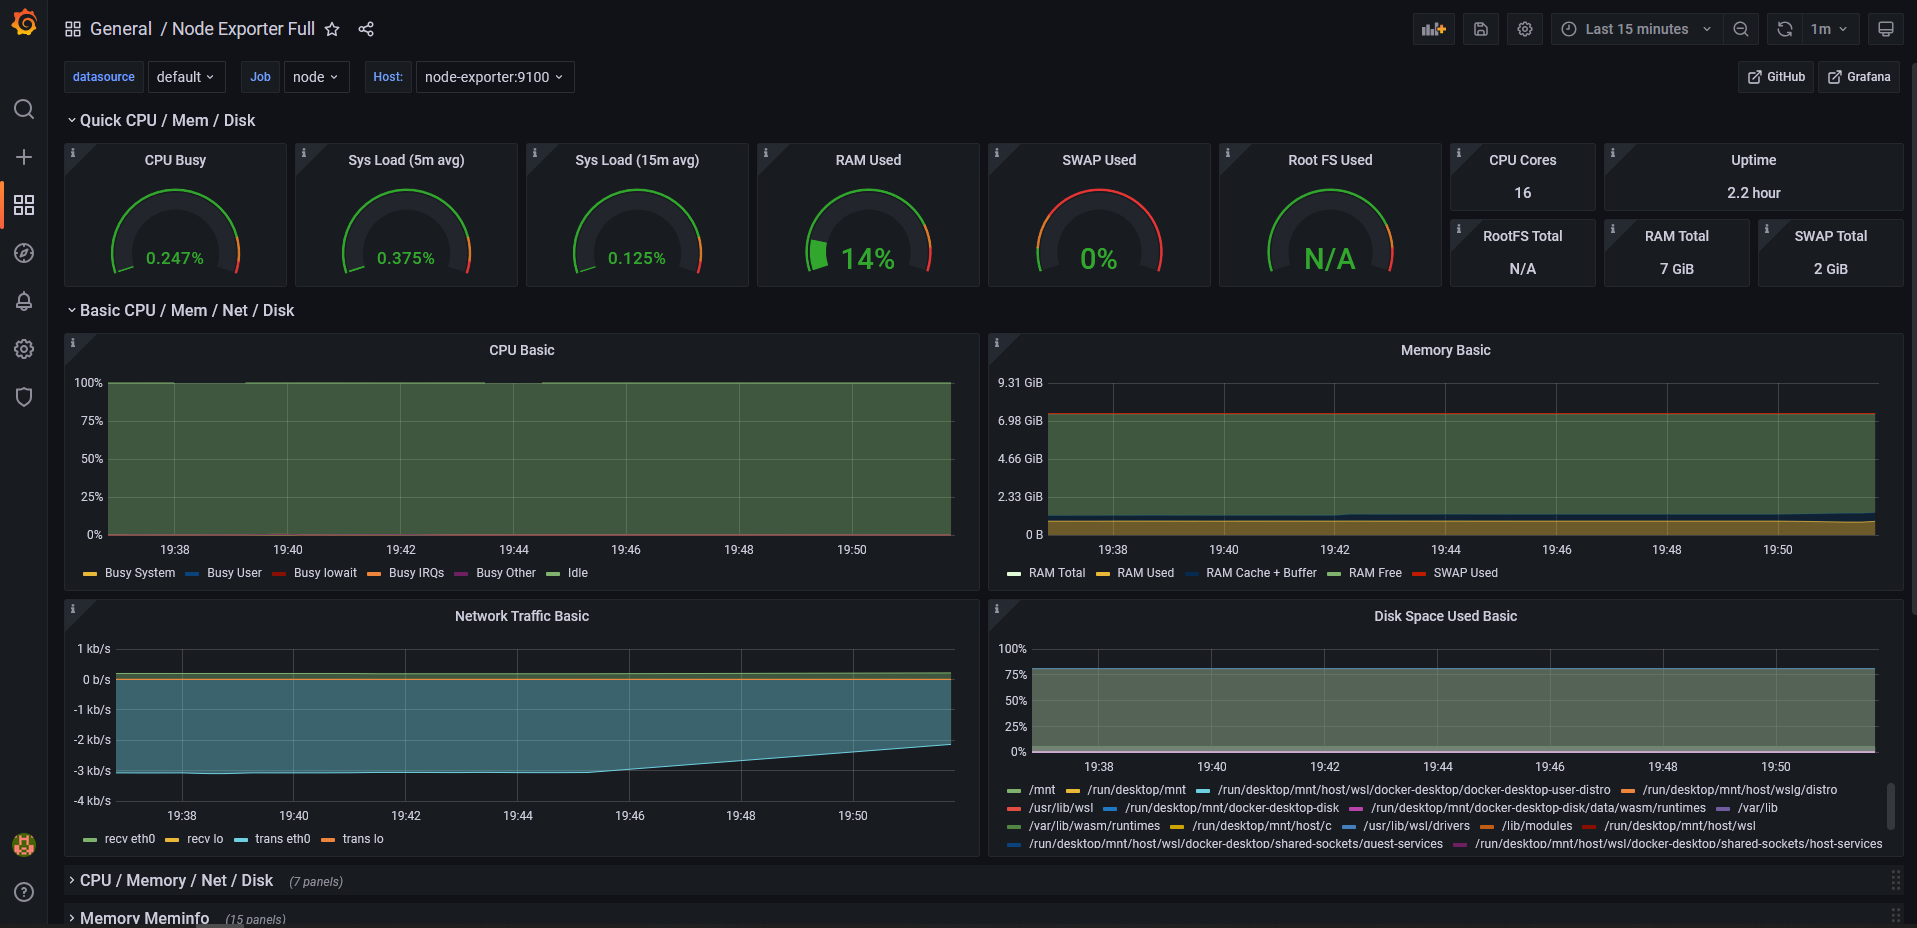 General / Node Exporter Full
Last 15 minutes
1m
datasource default Job node Host: node-exporter:9100
GitHub Grafana
Quick CPU / Mem / Disk
CPU Busy
0.247%
Sys Load (5m avg)
0.375%
Sys Load (15m avg)
0.125%
RAM Used
14%
SWAP Used
0%
Root FS Used
N/A
CPU Cores
16
Uptime
2.2 hour
RootFS Total
N/A
RAM Total
7 GiB
SWAP Total
2 GiB
Basic CPU / Mem / Net / Disk
CPU Basic
100%
75%
50%
25%
0%
19:38 19:40 19:42 19:44 19:46 19:48 19:50
Busy System Busy User Busy Iowait Busy IRQs Busy Other Idle
Memory Basic
9.31 GiB
6.98 GiB
4.66 GiB
2.33 GiB
0 B
19:38 19:40 19:42 19:44 19:46 19:48 19:50
RAM Total RAM Used RAM Cache + Buffer RAM Free SWAP Used
Network Traffic Basic
1 kb/s
0 b/s
-1 kb/s
-2 kb/s
-3 kb/s
-4 kb/s
19:38 19:40 19:42 19:44 19:46 19:48 19:50
recv eth0 recv lo trans eth0 trans lo
Disk Space Used Basic
100%
75%
50%
25%
0%
19:38 19:40 19:42 19:44 19:46 19:48 19:50
/mnt /run/desktop/mnt /run/desktop/mnt/host/wsl/docker-desktop/docker-desktop-user-distro /run/desktop/mnt/host/wslg/distro
/usr/lib/wsl /run/desktop/mnt/docker-desktop-disk /run/desktop/mnt/docker-desktop-disk/data/wasm/runtimes /var/lib
/var/lib/wasm/runtimes /run/desktop/mnt/host/c /usr/lib/wsl/drivers /lib/modules /run/desktop/mnt/host/wsl
/run/desktop/mnt/host/wsl/docker-desktop/shared-sockets/guest-services /run/desktop/mnt/host/wsl/docker-desktop/shared-sockets/host-services
CPU / Memory / Net / Disk (7 panels)
Memory Meminfo (15 panels)